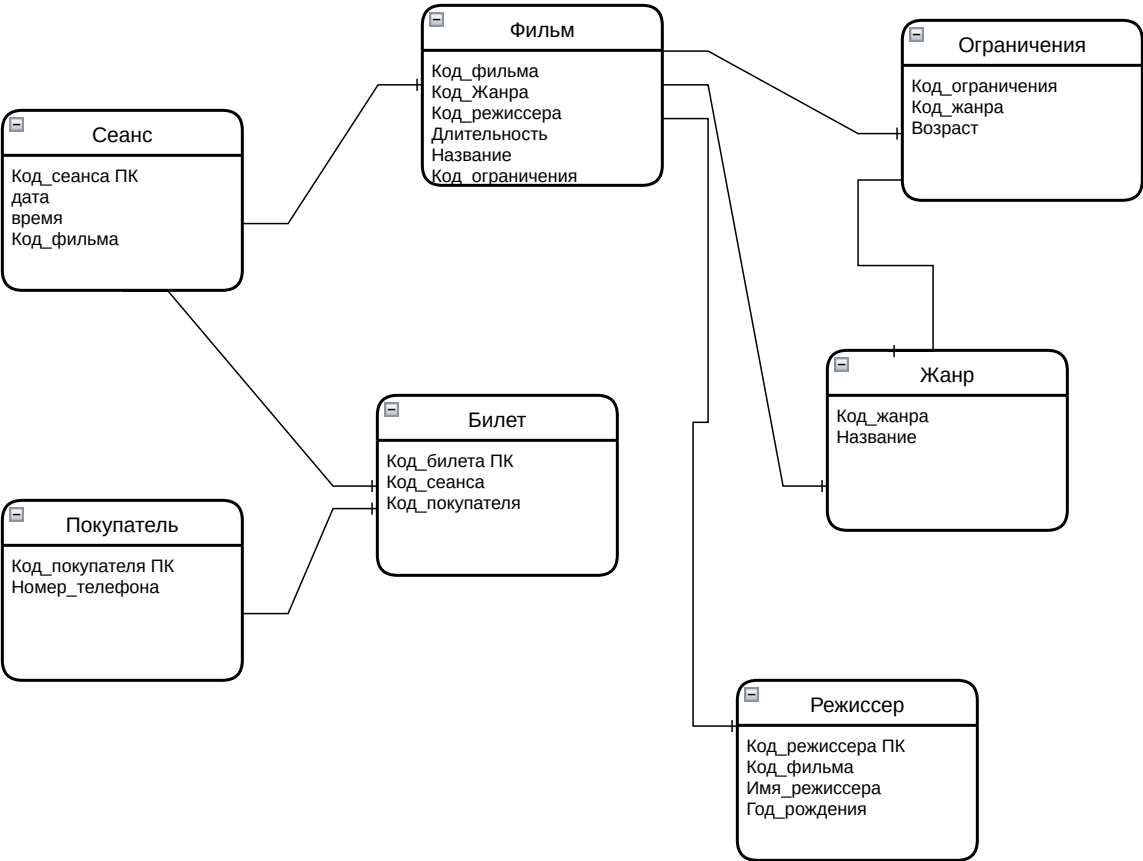 Фильм
Код_фильма
Код_Жанра
Код_режиссера
Длительность
Название
Код_ограничения
Ограничения
Код_ограничения
Код_жанра
Возраст
Сеанс
Код_сеанса ПК
дата
время
Код_фильма
Жанр
Код_жанра
Название
Билет
Код_билета ПК
Код_сеанса
Код_покупателя
Покупатель
Код_покупателя ПК
Номер_телефона
Режиссер
Код_режиссера ПК
Код_фильма
Имя_режиссера
Год_рождения